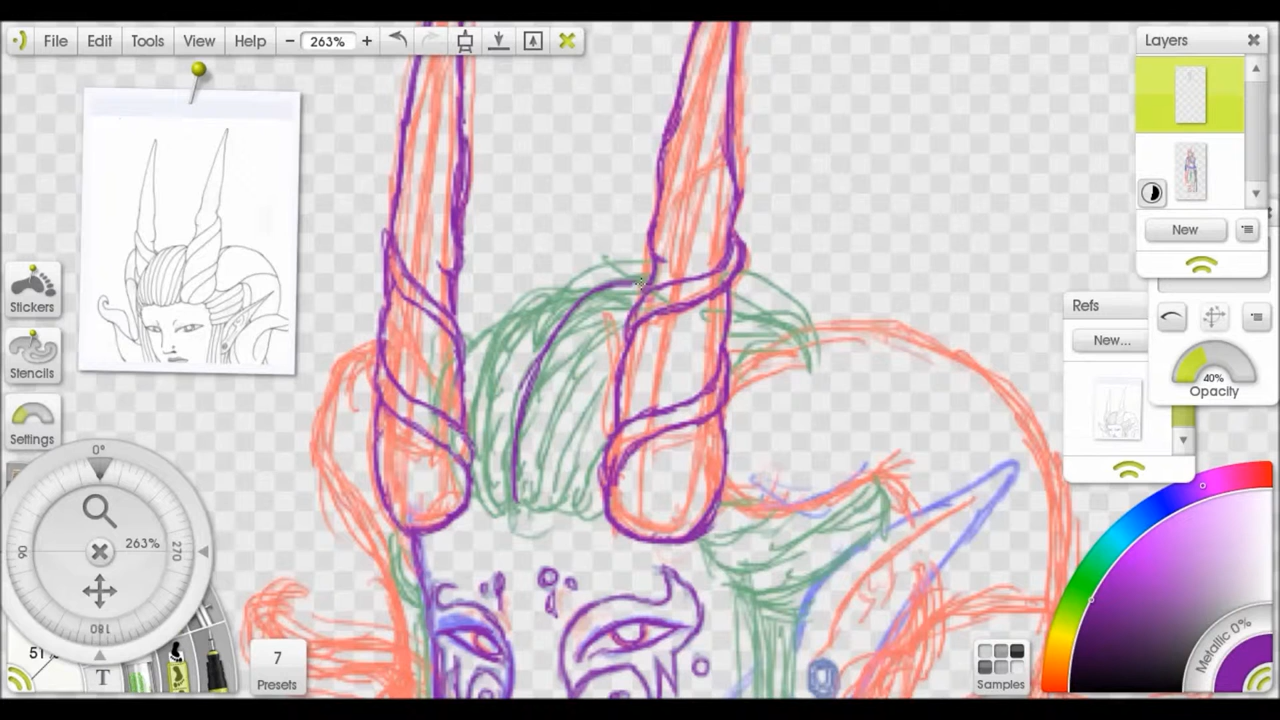 File Edit Tools View Help − 263% +
Layers
New
Refs
New...
40%
Opacity
Stickers
Stencils
Settings
0°
263%
90
270
180
51
T
7
Presets
Samples
Metallic 0%